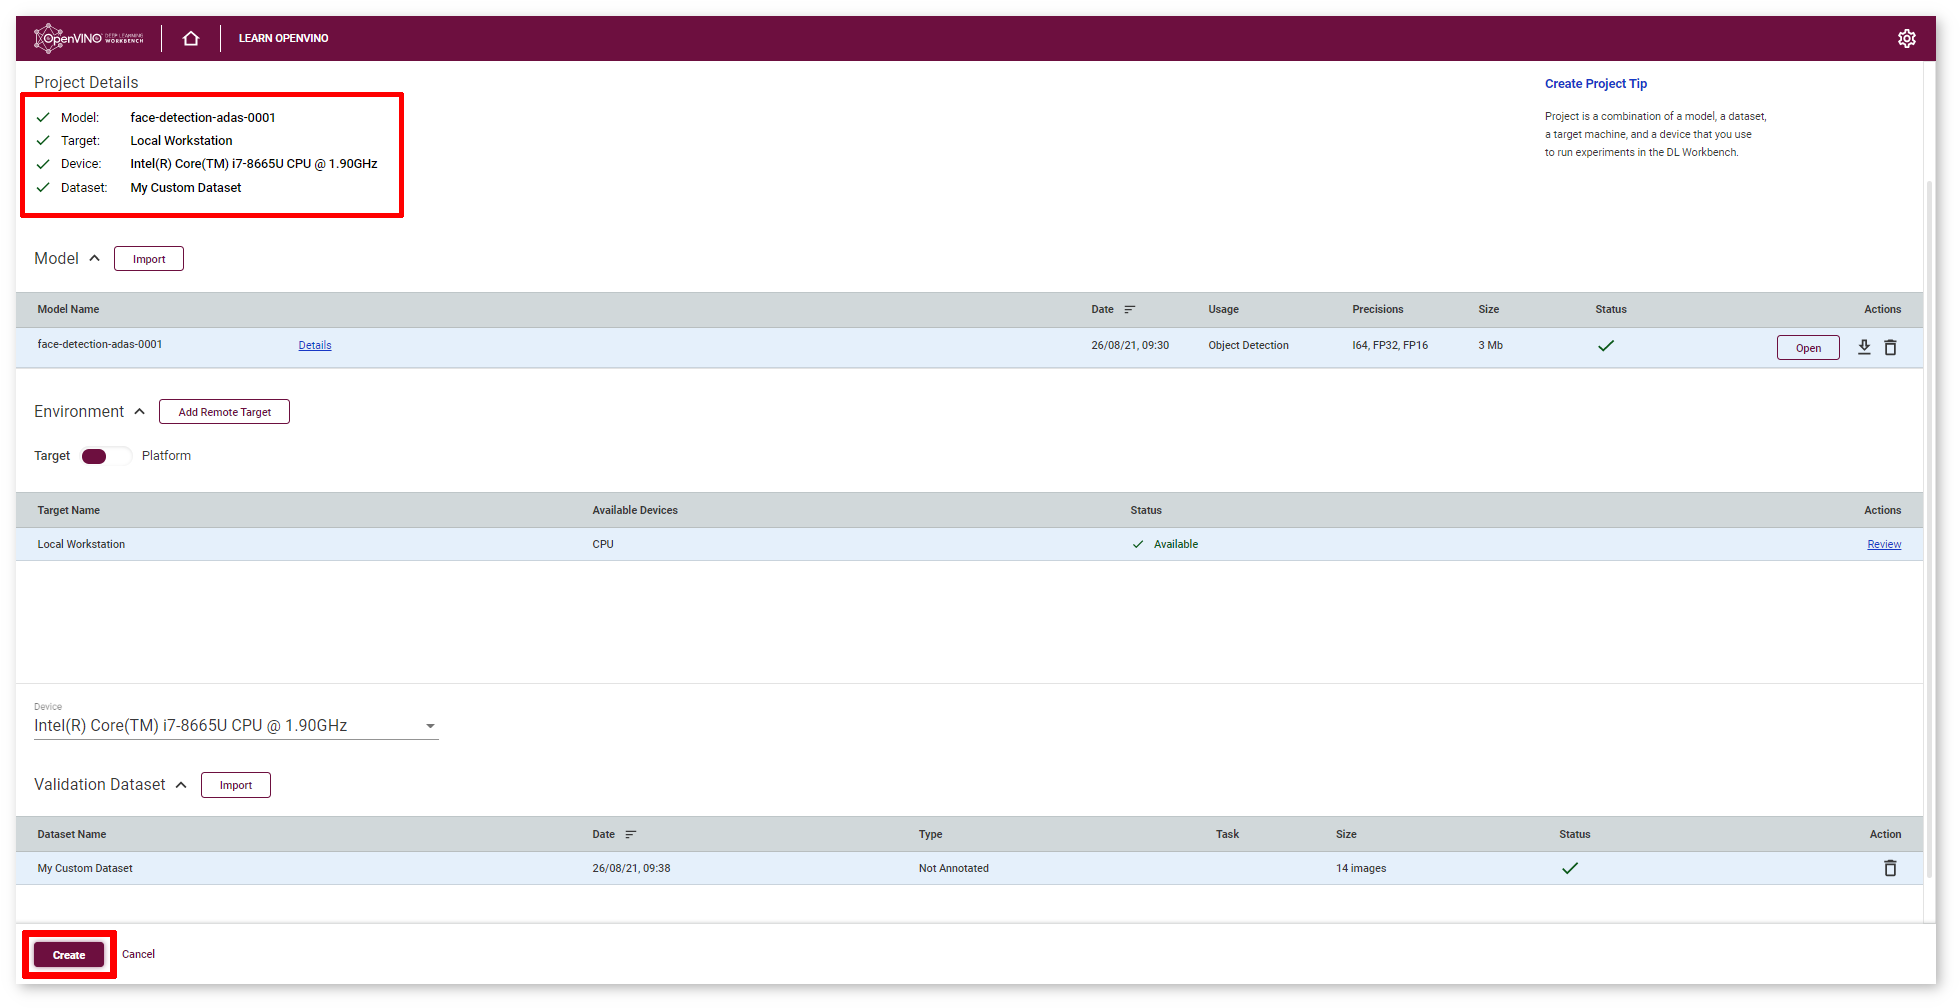 OpenVINO DEEP LEARNING WORKBENCH LEARN OPENVINO
Project Details
Model: face-detection-adas-0001
Target: Local Workstation
Device: Intel(R) Core(TM) i7-8665U CPU @ 1.90GHz
Dataset: My Custom Dataset
Create Project Tip
Project is a combination of a model, a dataset,
a target machine, and a device that you use
to run experiments in the DL Workbench.
Model Import
Model Name Date Usage Precisions Size Status Actions
face-detection-adas-0001 Details 26/08/21, 09:30 Object Detection I64, FP32, FP16 3 Mb Open
Environment Add Remote Target
Target Platform
Target Name Available Devices Status Actions
Local Workstation CPU Available Review
Device
Intel(R) Core(TM) i7-8665U CPU @ 1.90GHz
Validation Dataset Import
Dataset Name Date Type Task Size Status Action
My Custom Dataset 26/08/21, 09:38 Not Annotated 14 images
Create Cancel